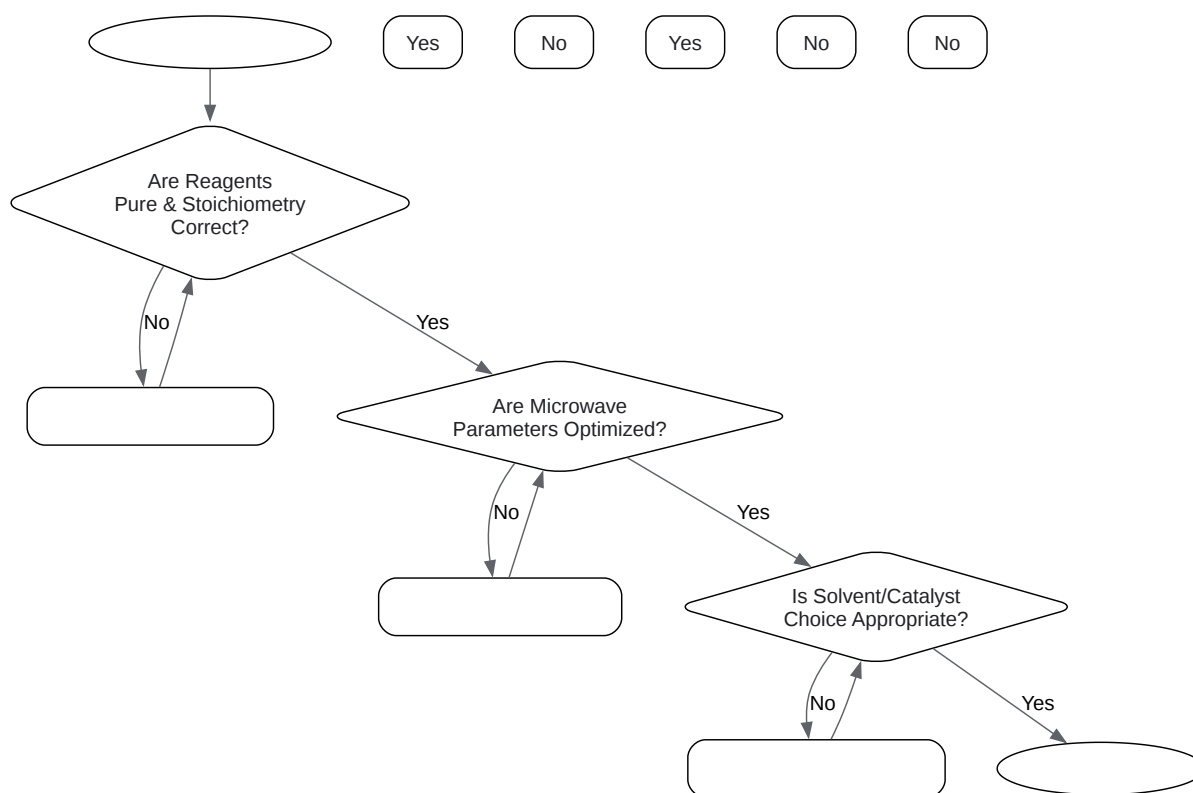 Yes
No
Yes
No
No
Are Reagents
Pure & Stoichiometry
Correct?
No
Yes
Are Microwave
Parameters Optimized?
No
Yes
Is Solvent/Catalyst
Choice Appropriate?
No
Yes